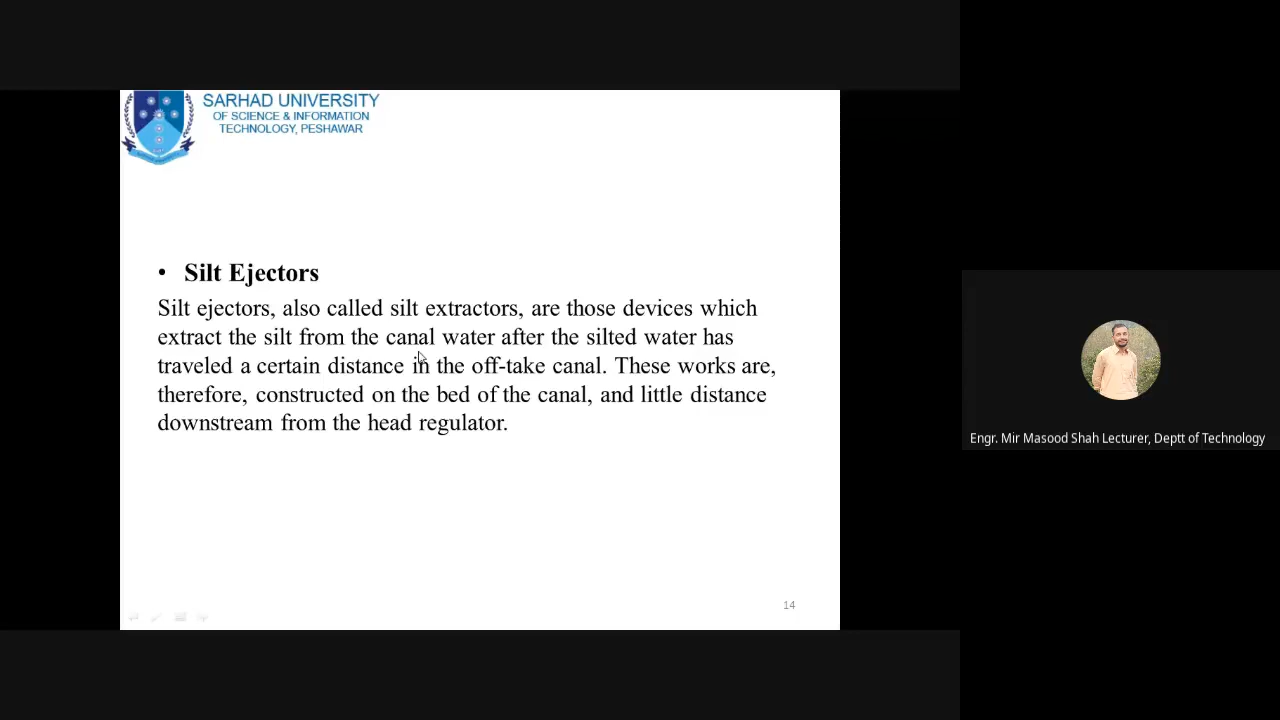 SARHAD UNIVERSITY
OF SCIENCE & INFORMATION
TECHNOLOGY, PESHAWAR
• Silt Ejectors
Silt ejectors, also called silt extractors, are those devices which
extract the silt from the canal water after the silted water has
traveled a certain distance in the off-take canal. These works are,
therefore, constructed on the bed of the canal, and little distance
downstream from the head regulator.
14
Engr. Mir Masood Shah Lecturer, Deptt of Technology